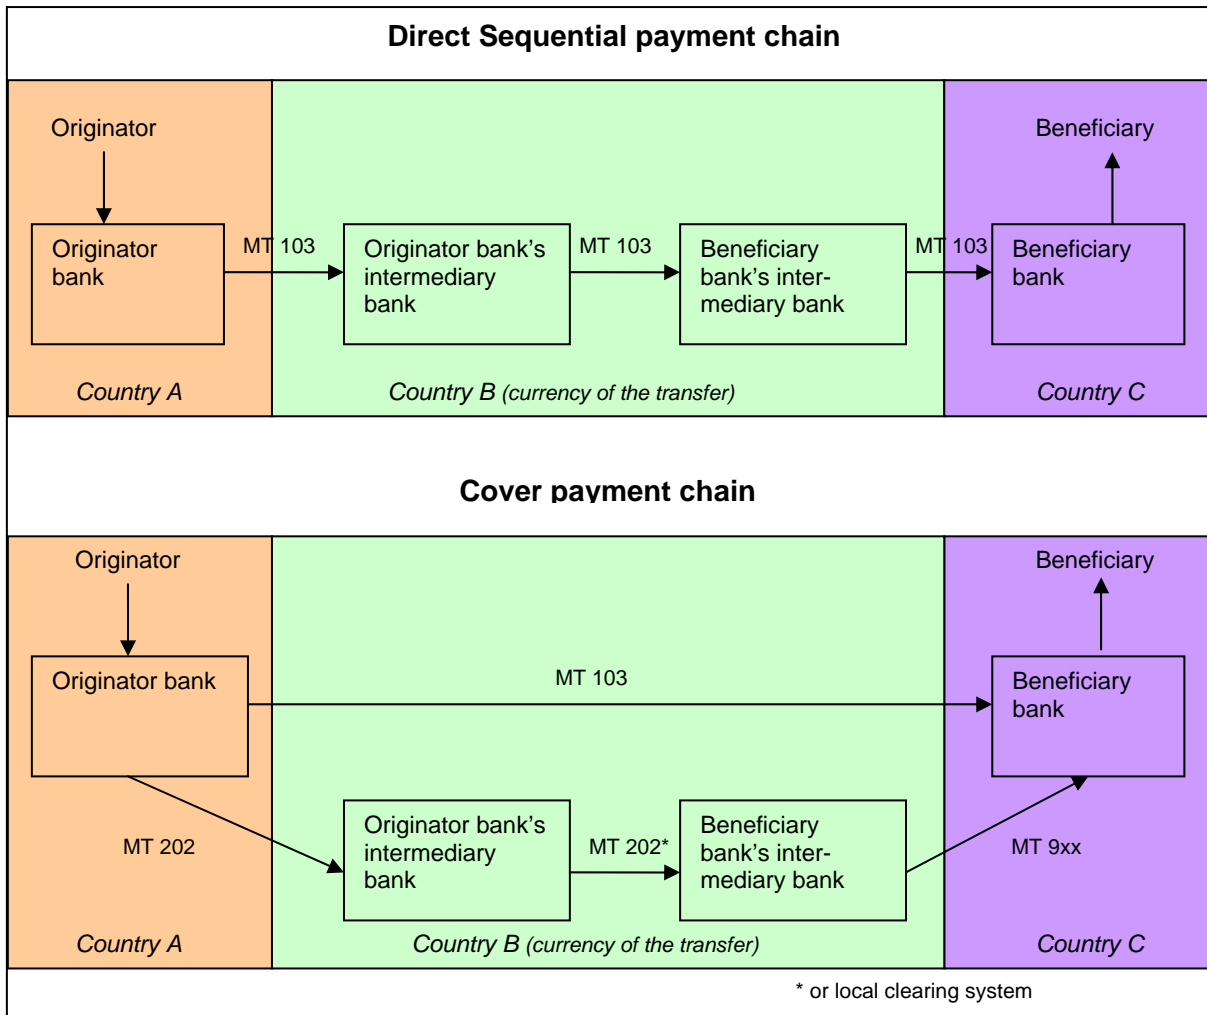 Direct Sequential payment chain
Originator
Beneficiary
Originator
bank
MT 103
Originator bank's
intermediary
bank
MT 103
Beneficiary
bank's inter-
mediary bank
MT 103
Beneficiary
bank
Country A
Country B (currency of the transfer)
Country C
Cover payment chain
Originator
Beneficiary
Originator bank
MT 103
Beneficiary
bank
MT 202
Originator bank's
intermediary
bank
MT 202*
Beneficiary
bank's inter-
mediary bank
MT 9xx
Country A
Country B (currency of the transfer)
Country C
* or local clearing system